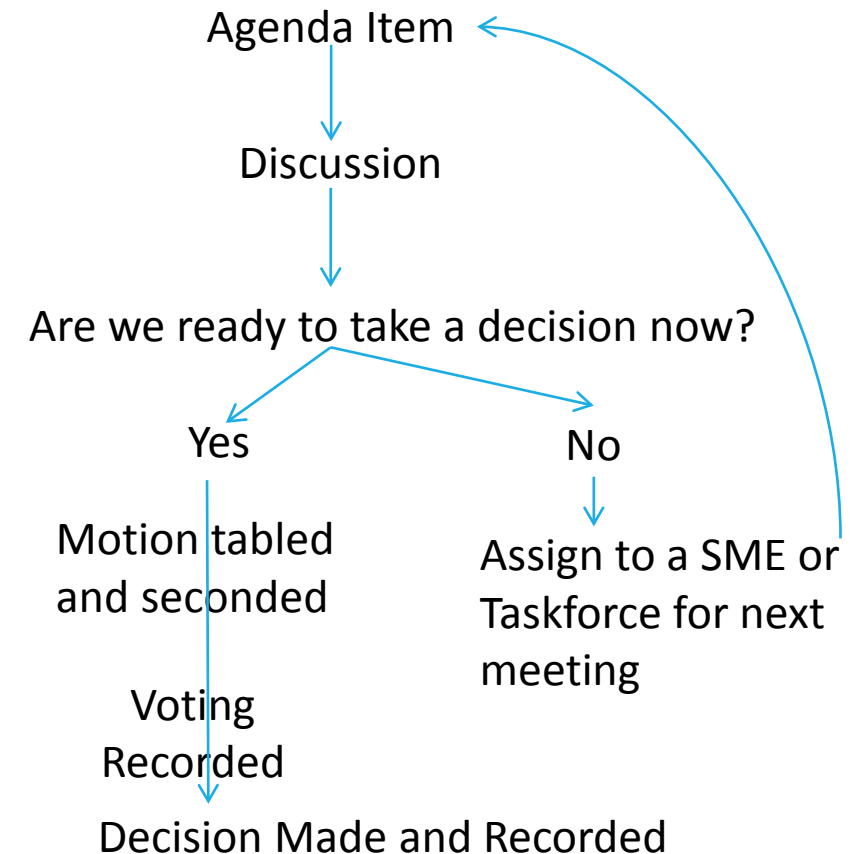 Agenda Item
Discussion
Are we ready to take a decision now?
Yes
No
Motion tabled
and seconded
Assign to a SME or
Taskforce for next
meeting
Voting
Recorded
Decision Made and Recorded